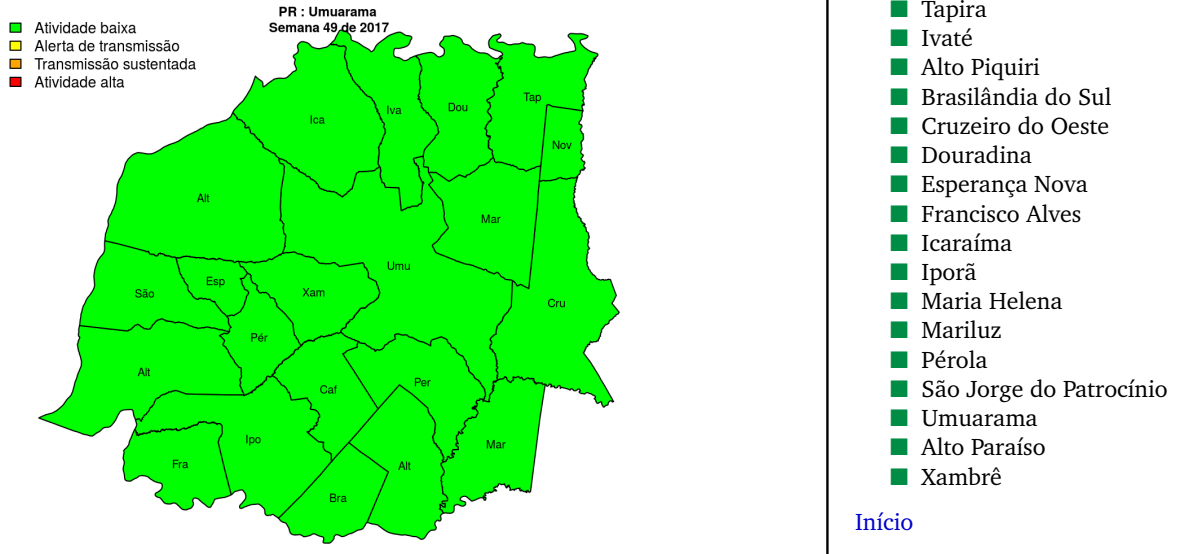 PR : Umuarama
Semana 49 de 2017
Atividade baixa
Alerta de transmissão
Transmissão sustentada
Atividade alta
Ica
Iva
Dou
Tap
Nov
Alt
Mar
Umu
Esp
São
Xam
Cru
Pér
Alt
Caf
Per
Ipo
Mar
Fra
Alt
Bra
Tapira
Ivaté
Alto Piquiri
Brasilândia do Sul
Cruzeiro do Oeste
Douradina
Esperança Nova
Francisco Alves
Icaraíma
Iporã
Maria Helena
Mariluz
Pérola
São Jorge do Patrocínio
Umuarama
Alto Paraíso
Xambrê
Início